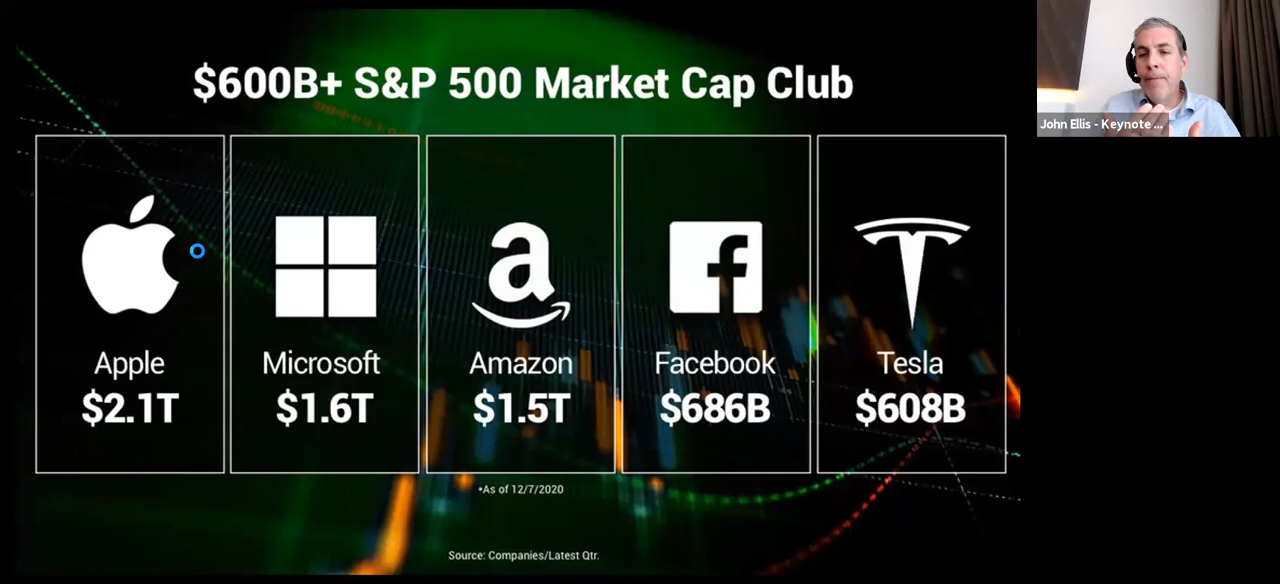 $600B+ S&P 500 Market Cap Club
Apple
$2.1T
Microsoft
$1.6T
Amazon
$1.5T
Facebook
$686B
Tesla
$608B
•As of 12/7/2020
Source: Companies/Latest Qtr.
John Ellis - Keynote ...